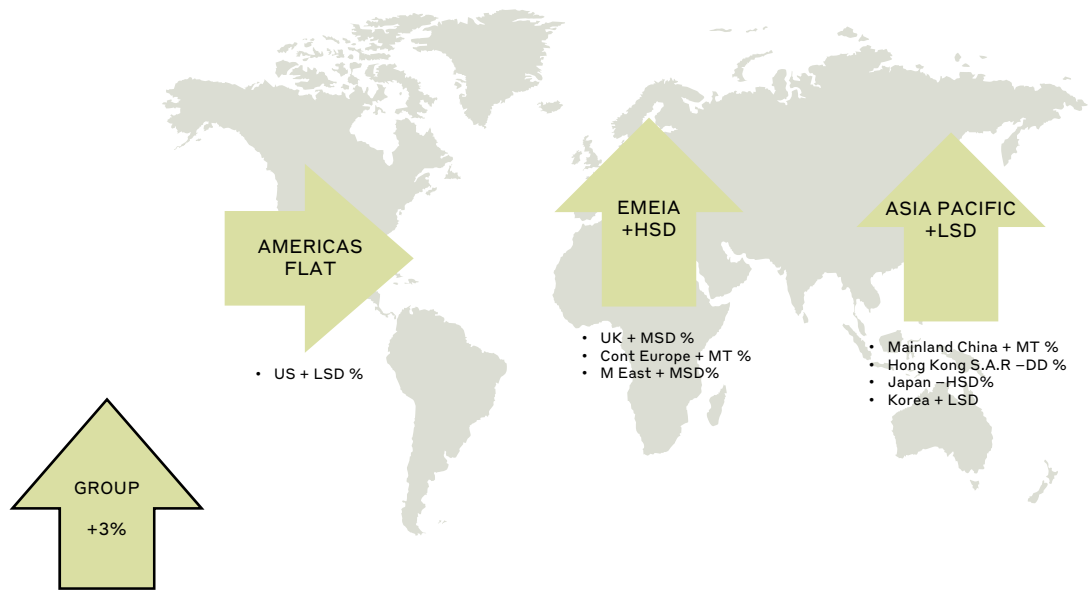 AMERICAS
FLAT
• US + LSD %
EMEIA
+HSD
• UK + MSD %
• Cont Europe + MT %
• M East + MSD%
ASIA PACIFIC
+LSD
• Mainland China + MT %
• Hong Kong S.A.R –DD %
• Japan –HSD%
• Korea + LSD
GROUP
+3%